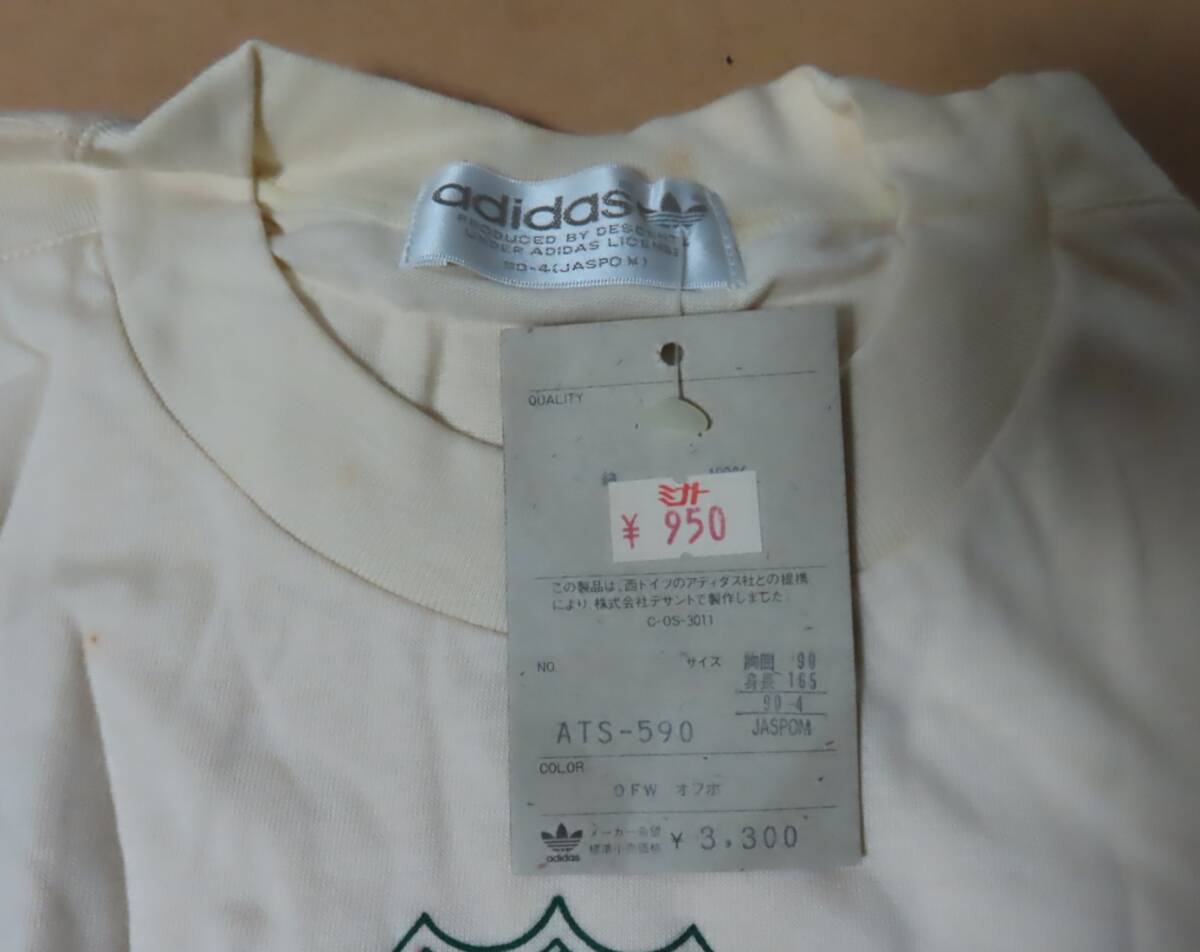 adidas
PRODUCED BY DESCENTE
UNDER ADIDAS LICENSE
90-4(JASPO M)
QUALITY
ミナト
¥ 950
この製品は、西ドイツのアディダス社との提携
により、株式会社デサントで製作しました
C-OS-3011
NO. サイズ 胸囲 90
身長 165
90-4
ATS-590 JASPOM
COLOR
OFW オフホ
adidas メーカー希望
標準小売価格 ¥ 3,300